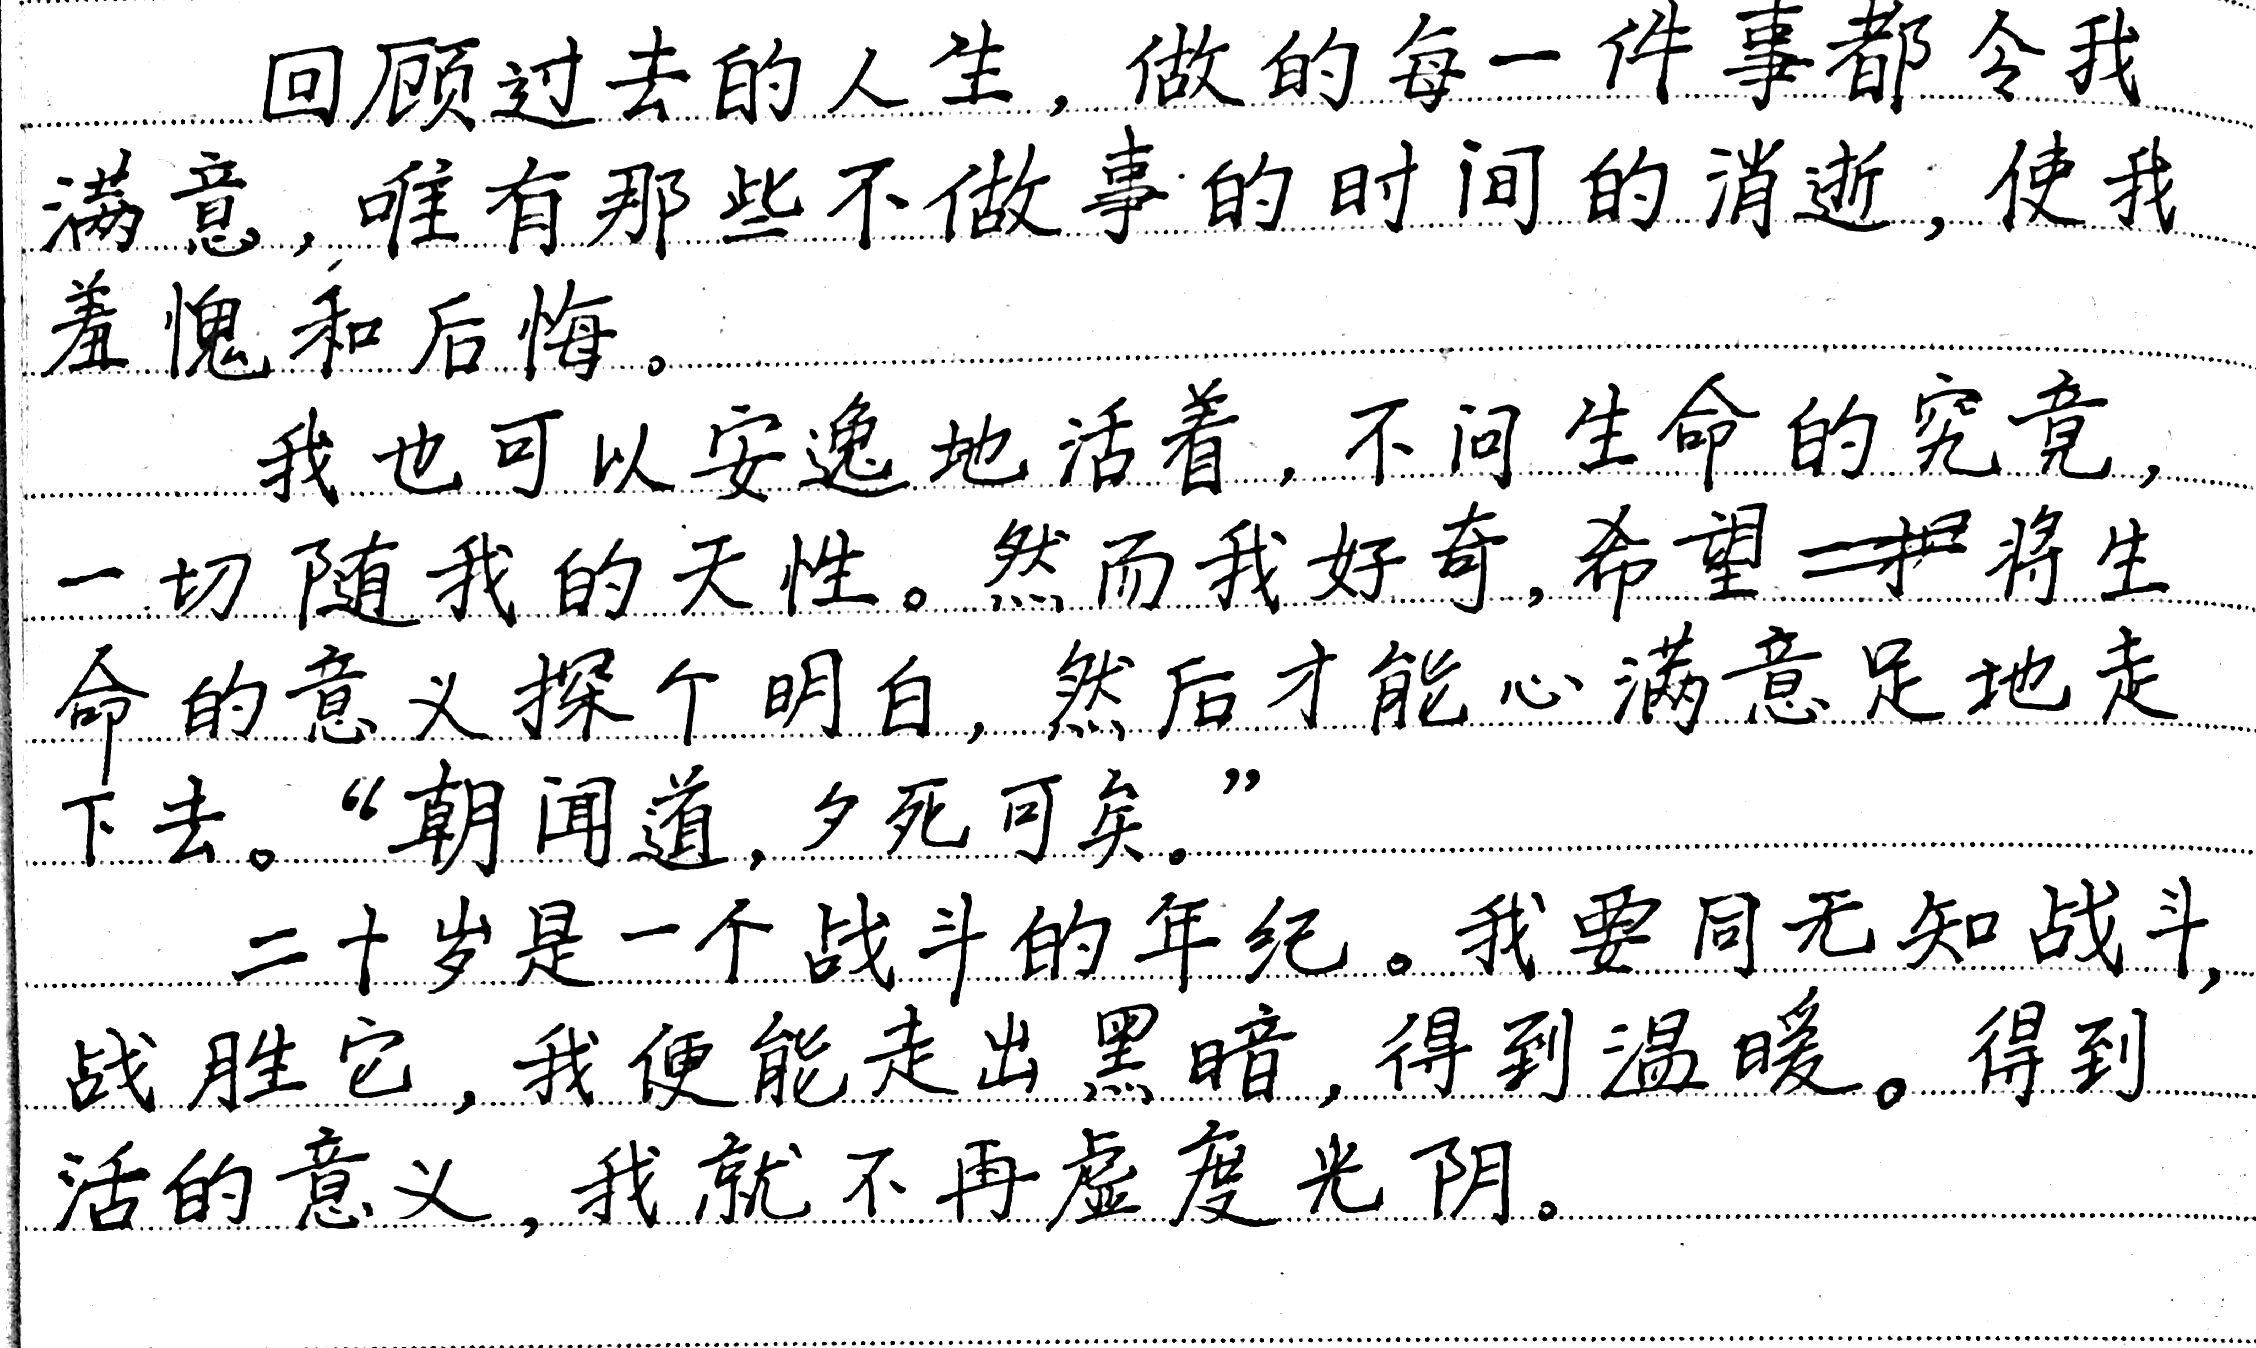 回顾过去的人生，做的每一件事都令我
满意，唯有那些不做事的时间的消逝，使我
羞愧和后悔。
我也可以安逸地活着，不问生命的究竟，
一切随我的天性。然而我好奇，希望将生
命的意义探个明白，然后才能心满意足地走
下去。“朝闻道，夕死可矣。”
二十岁是一个战斗的年纪。我要同无知战斗，
战胜它，我便能走出黑暗，得到温暖。得到
活的意义，我就不再虚度光阴。